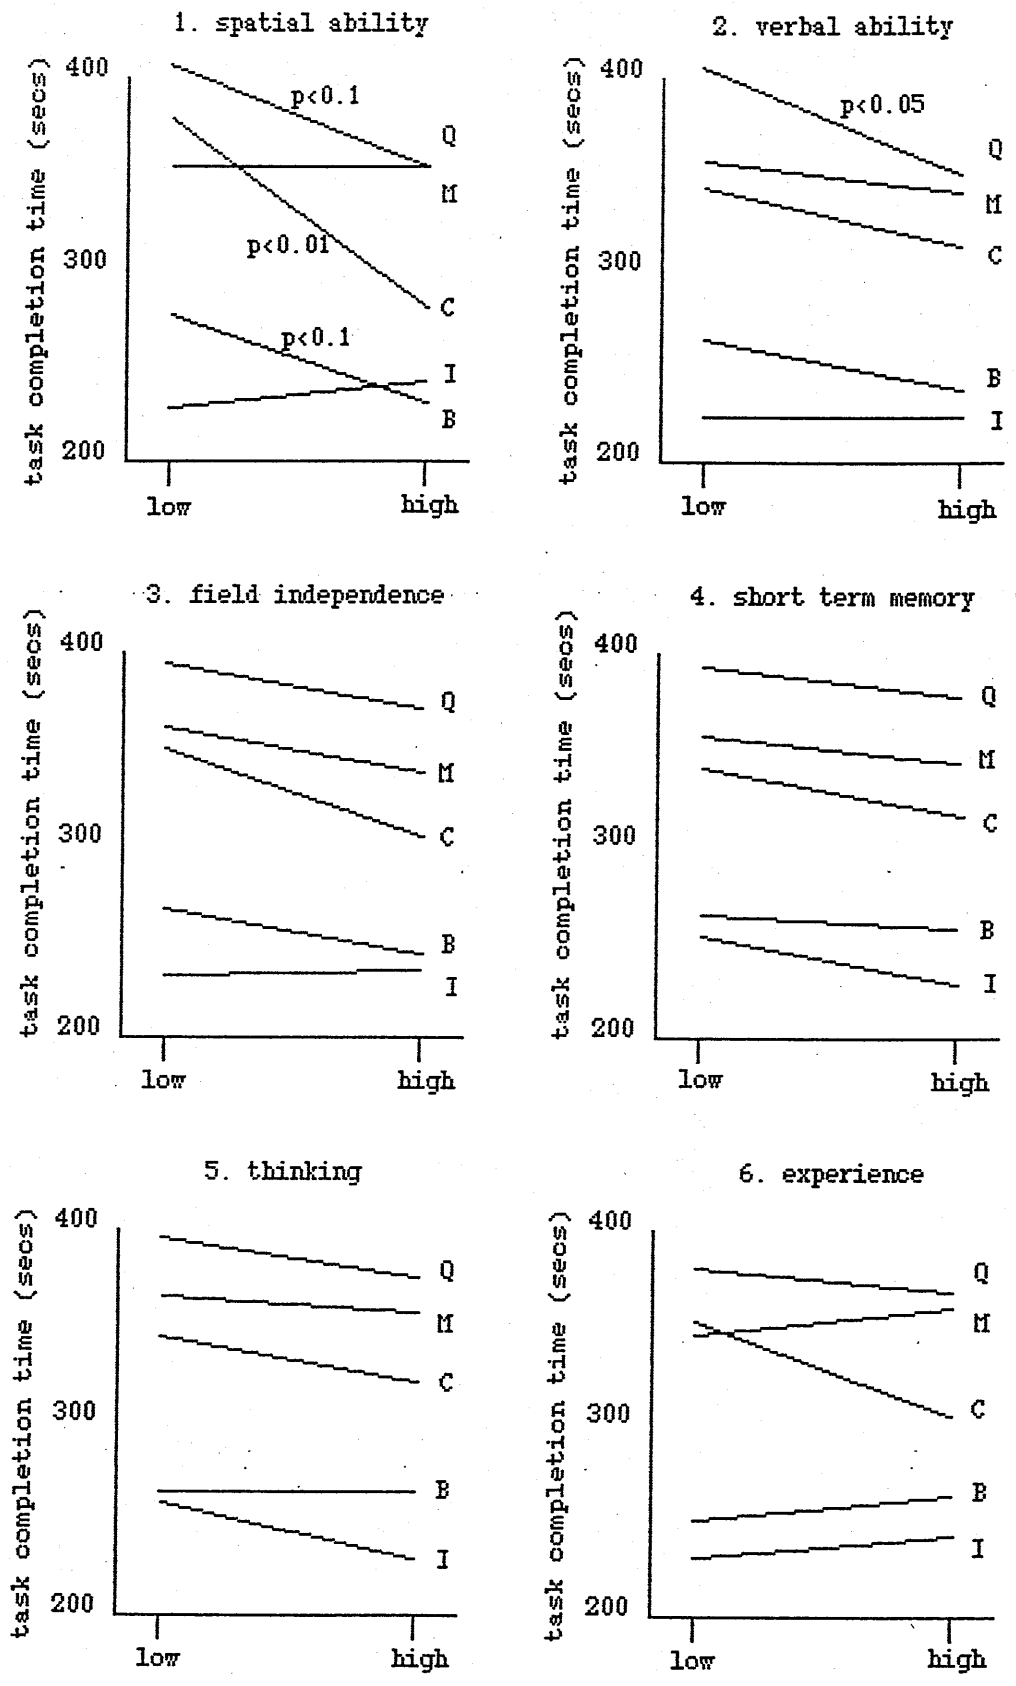 1. spatial ability
task completion time (secs)
400
300
200
p<0.1
p<0.01
p<0.1
Q
M
C
I
B
low
high
2. verbal ability
task completion time (secs)
400
300
200
p<0.05
Q
M
C
B
I
low
high
3. field independence
task completion time (secs)
400
300
200
Q
M
C
B
I
low
high
4. short term memory
task completion time (secs)
400
300
200
Q
M
C
B
I
low
high
5. thinking
task completion time (secs)
400
300
200
Q
M
C
B
I
low
high
6. experience
task completion time (secs)
400
300
200
Q
M
C
B
I
low
high